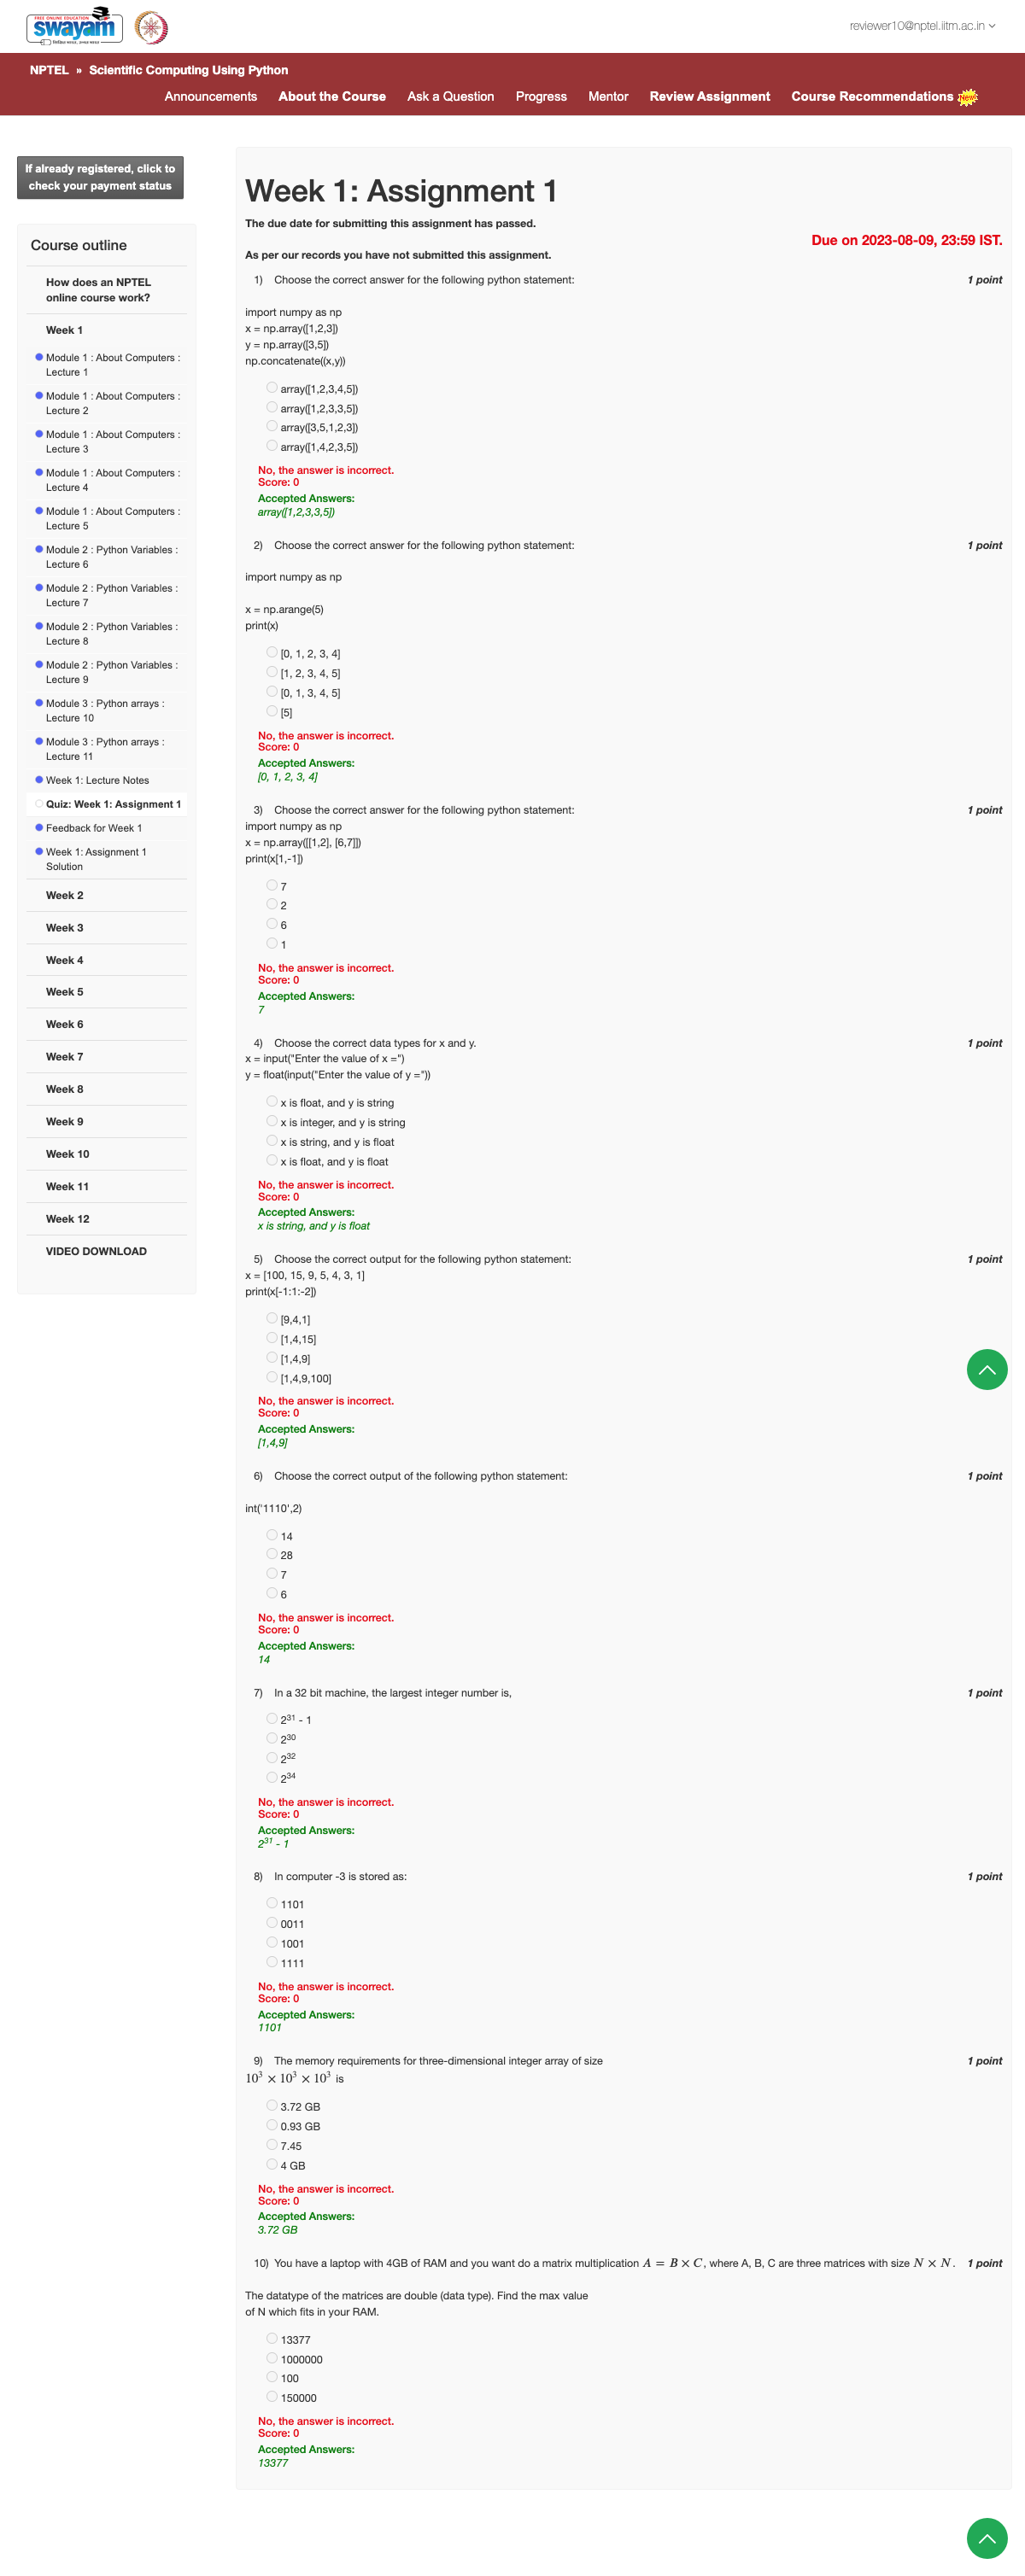 FREE ONLINE EDUCATION
swayam
reviewer10@nptel.iitm.ac.in
NPTEL » Scientific Computing Using Python
Announcements About the Course Ask a Question Progress Mentor Review Assignment Course Recommendations
If already registered, click to
check your payment status
Course outline
How does an NPTEL
online course work?
Week 1
Module 1 : About Computers :
Lecture 1
Module 1 : About Computers :
Lecture 2
Module 1 : About Computers :
Lecture 3
Module 1 : About Computers :
Lecture 4
Module 1 : About Computers :
Lecture 5
Module 2 : Python Variables :
Lecture 6
Module 2 : Python Variables :
Lecture 7
Module 2 : Python Variables :
Lecture 8
Module 2 : Python Variables :
Lecture 9
Module 3 : Python arrays :
Lecture 10
Module 3 : Python arrays :
Lecture 11
Week 1: Lecture Notes
Quiz: Week 1: Assignment 1
Feedback for Week 1
Week 1: Assignment 1
Solution
Week 2
Week 3
Week 4
Week 5
Week 6
Week 7
Week 8
Week 9
Week 10
Week 11
Week 12
VIDEO DOWNLOAD
Week 1: Assignment 1
The due date for submitting this assignment has passed.
Due on 2023-08-09, 23:59 IST.
As per our records you have not submitted this assignment.
1) Choose the correct answer for the following python statement: 1 point
import numpy as np
x = np.array([1,2,3])
y = np.array([3,5])
np.concatenate((x,y))
array([1,2,3,4,5])
array([1,2,3,3,5])
array([3,5,1,2,3])
array([1,4,2,3,5])
No, the answer is incorrect.
Score: 0
Accepted Answers:
array([1,2,3,3,5])
2) Choose the correct answer for the following python statement: 1 point
import numpy as np
x = np.arange(5)
print(x)
[0, 1, 2, 3, 4]
[1, 2, 3, 4, 5]
[0, 1, 3, 4, 5]
[5]
No, the answer is incorrect.
Score: 0
Accepted Answers:
[0, 1, 2, 3, 4]
3) Choose the correct answer for the following python statement: 1 point
import numpy as np
x = np.array([[1,2], [6,7]])
print(x[1,-1])
7
2
6
1
No, the answer is incorrect.
Score: 0
Accepted Answers:
7
4) Choose the correct data types for x and y. 1 point
x = input("Enter the value of x =")
y = float(input("Enter the value of y ="))
x is float, and y is string
x is integer, and y is string
x is string, and y is float
x is float, and y is float
No, the answer is incorrect.
Score: 0
Accepted Answers:
x is string, and y is float
5) Choose the correct output for the following python statement: 1 point
x = [100, 15, 9, 5, 4, 3, 1]
print(x[-1:1:-2])
[9,4,1]
[1,4,15]
[1,4,9]
[1,4,9,100]
No, the answer is incorrect.
Score: 0
Accepted Answers:
[1,4,9]
6) Choose the correct output of the following python statement: 1 point
int('1110',2)
14
28
7
6
No, the answer is incorrect.
Score: 0
Accepted Answers:
14
7) In a 32 bit machine, the largest integer number is, 1 point
2³¹ - 1
2³⁰
2³²
2³⁴
No, the answer is incorrect.
Score: 0
Accepted Answers:
2³¹ - 1
8) In computer -3 is stored as: 1 point
1101
0011
1001
1111
No, the answer is incorrect.
Score: 0
Accepted Answers:
1101
9) The memory requirements for three-dimensional integer array of size 1 point
10³ × 10³ × 10³ is
3.72 GB
0.93 GB
7.45
4 GB
No, the answer is incorrect.
Score: 0
Accepted Answers:
3.72 GB
10) You have a laptop with 4GB of RAM and you want do a matrix multiplication A = B × C, where A, B, C are three matrices with size N × N. 1 point
The datatype of the matrices are double (data type). Find the max value
of N which fits in your RAM.
13377
1000000
100
150000
No, the answer is incorrect.
Score: 0
Accepted Answers:
13377